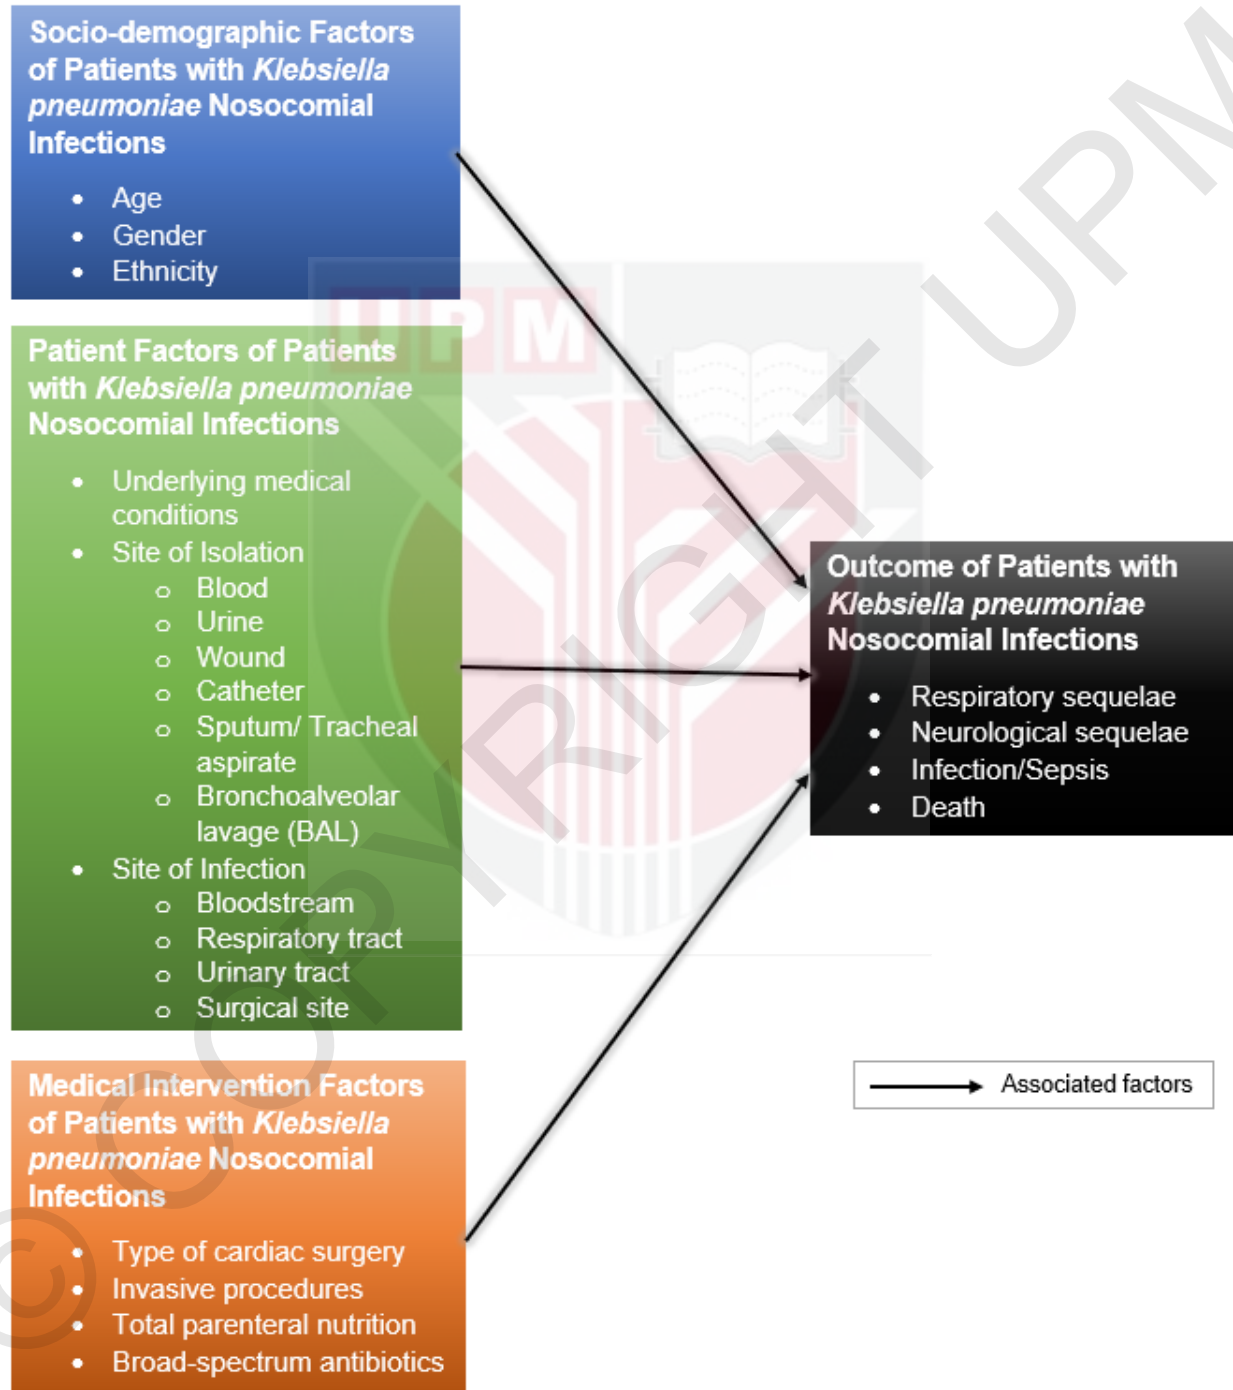 Socio-demographic Factors
of Patients with Klebsiella
pneumoniae Nosocomial
Infections
• Age
• Gender
• Ethnicity
Patient Factors of Patients
with Klebsiella pneumoniae
Nosocomial Infections
• Underlying medical
conditions
• Site of Isolation
o Blood
o Urine
o Wound
o Catheter
o Sputum/ Tracheal
aspirate
o Bronchoalveolar
lavage (BAL)
• Site of Infection
o Bloodstream
o Respiratory tract
o Urinary tract
o Surgical site
Medical Intervention Factors
of Patients with Klebsiella
pneumoniae Nosocomial
Infections
• Type of cardiac surgery
• Invasive procedures
• Total parenteral nutrition
• Broad-spectrum antibiotics
Outcome of Patients with
Klebsiella pneumoniae
Nosocomial Infections
• Respiratory sequelae
• Neurological sequelae
• Infection/Sepsis
• Death
Associated factors
UPM
© COPYRIGHT UPM